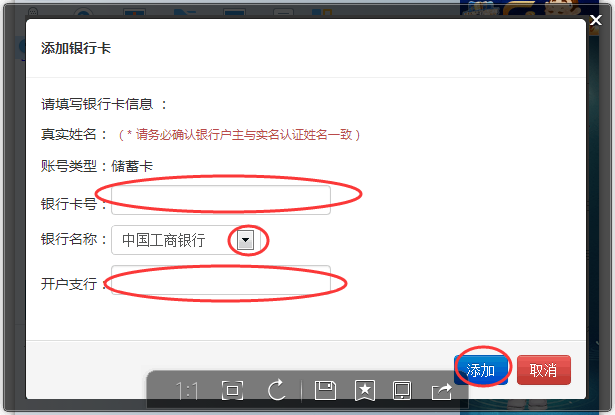 添加银行卡
请填写银行卡信息 ：
真实姓名： （ * 请务必确认银行户主与实名认证姓名一致 ）
账号类型：储蓄卡
银行卡号：
银行名称：中国工商银行
开户支行：
添加 取消
1:1